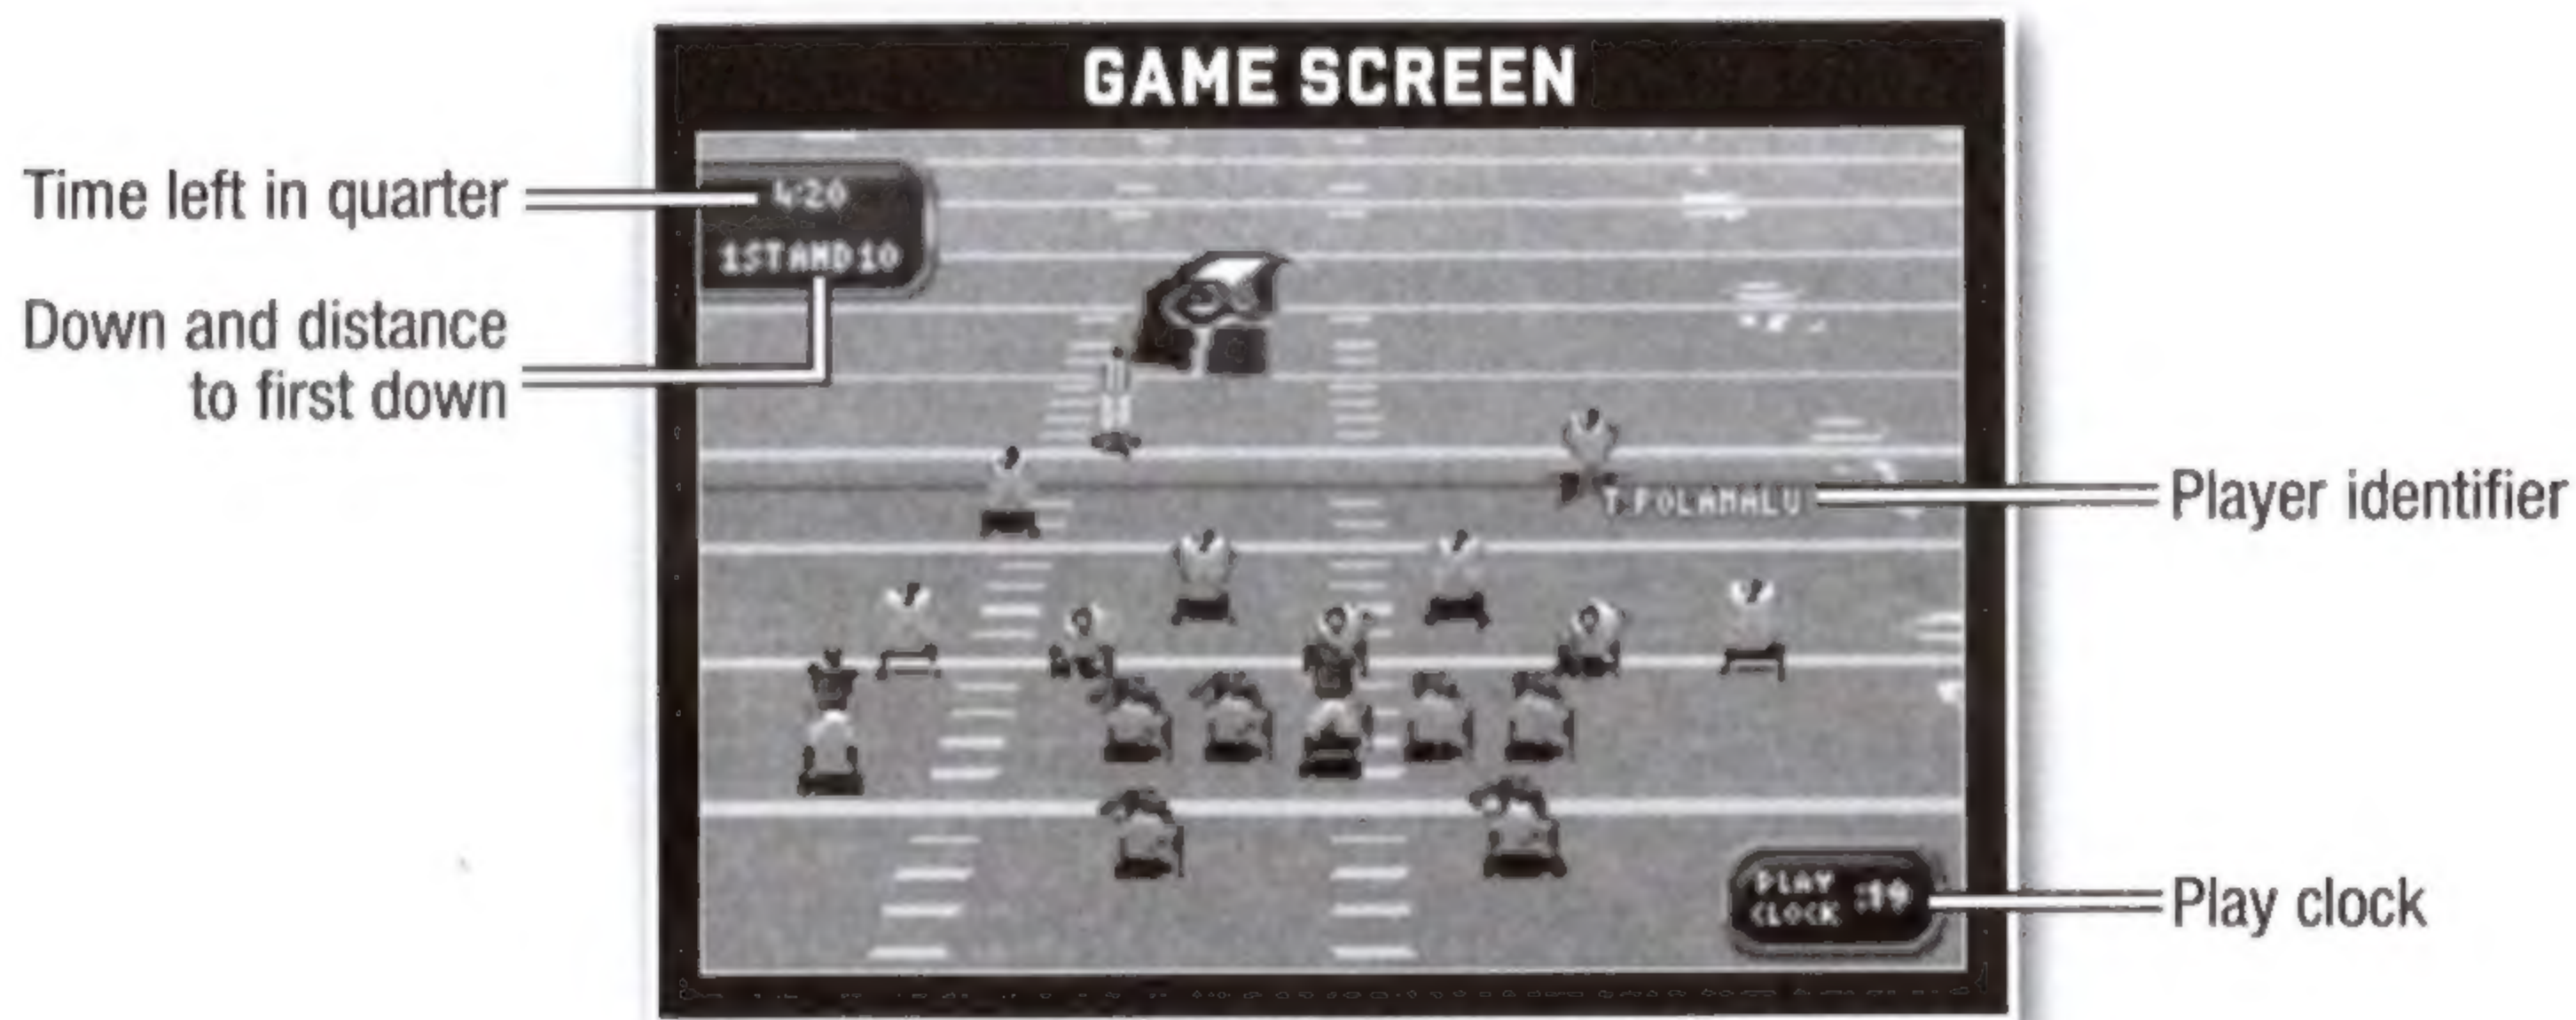 GAME SCREEN
Time left in quarter
4:20
1ST AND 10
Down and distance
to first down
T.POLAMALU
Player identifier
PLAY
CLOCK :19
Play clock